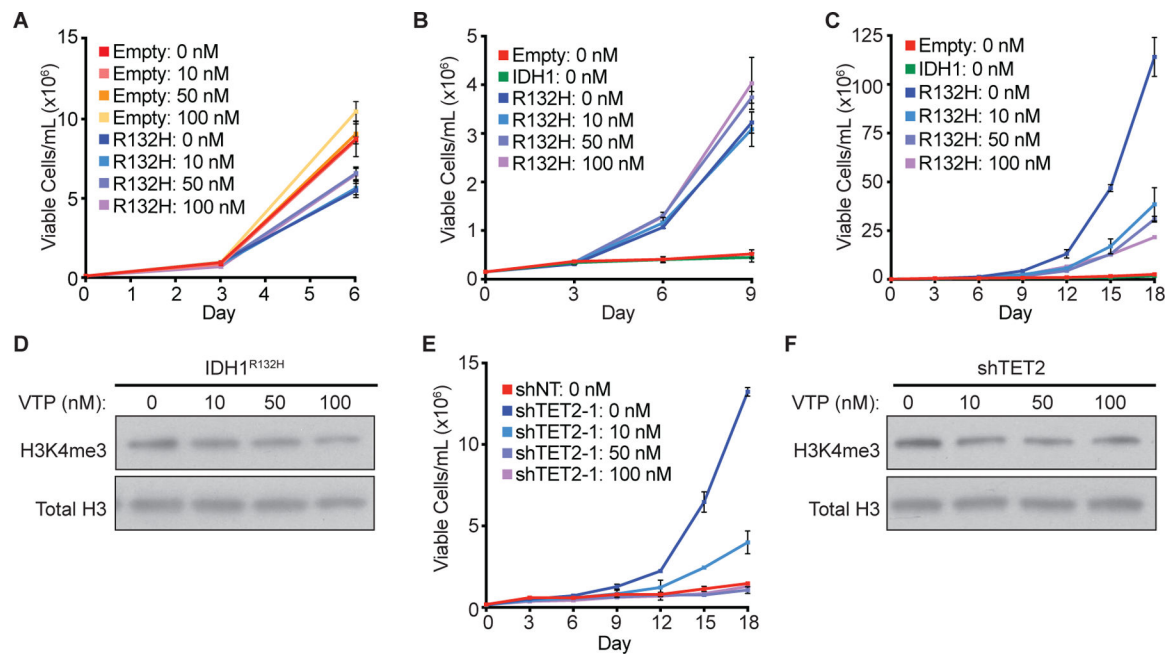 A
Viable Cells/mL (x10⁶)
15
10
5
0
Empty: 0 nM
Empty: 10 nM
Empty: 50 nM
Empty: 100 nM
R132H: 0 nM
R132H: 10 nM
R132H: 50 nM
R132H: 100 nM
0 1 2 3 4 5 6
Day
B
Viable Cells/mL (x10⁶)
5
4
3
2
1
0
Empty: 0 nM
IDH1: 0 nM
R132H: 0 nM
R132H: 10 nM
R132H: 50 nM
R132H: 100 nM
0 3 6 9
Day
C
Viable Cells/mL (x10⁶)
125
100
75
50
25
0
Empty: 0 nM
IDH1: 0 nM
R132H: 0 nM
R132H: 10 nM
R132H: 50 nM
R132H: 100 nM
0 3 6 9 12 15 18
Day
D
IDH1ᴿ¹³²ᴴ
VTP (nM): 0 10 50 100
H3K4me3
Total H3
E
Viable Cells/mL (x10⁶)
15
10
5
0
shNT: 0 nM
shTET2-1: 0 nM
shTET2-1: 10 nM
shTET2-1: 50 nM
shTET2-1: 100 nM
0 3 6 9 12 15 18
Day
F
shTET2
VTP (nM): 0 10 50 100
H3K4me3
Total H3